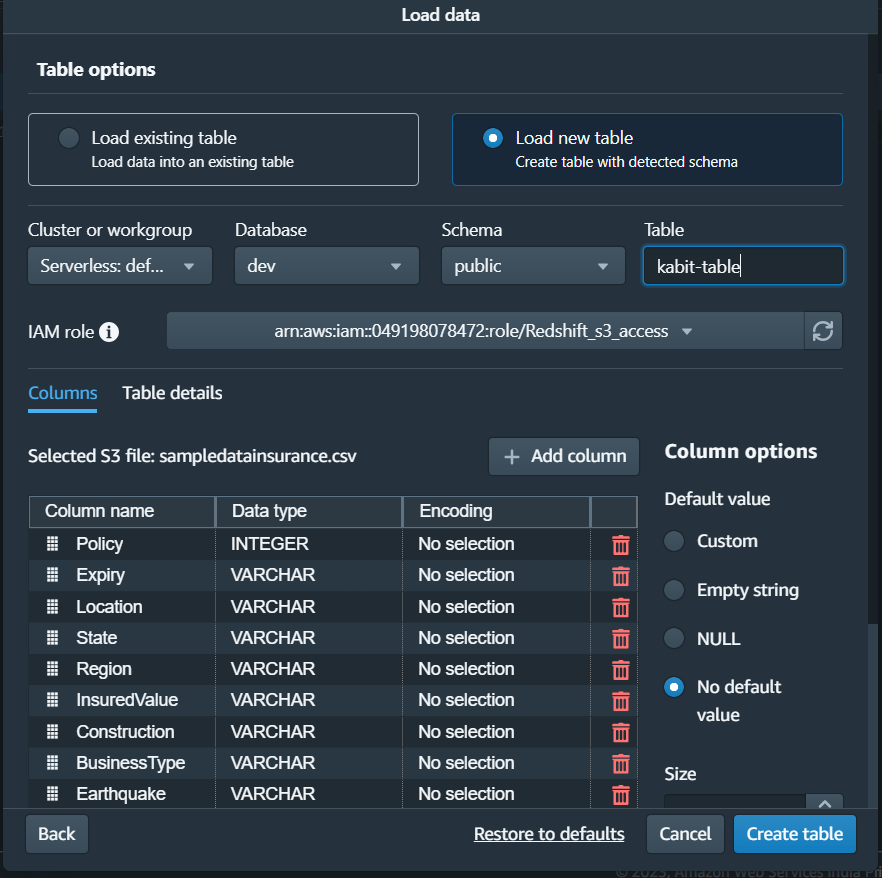 Load data
Table options
Load existing table
Load data into an existing table
Load new table
Create table with detected schema
Cluster or workgroup Database Schema Table
Serverless: def... dev public kabit-table
IAM role arn:aws:iam::049198078472:role/Redshift_s3_access
Columns Table details
Selected S3 file: sampledatainsurance.csv
+ Add column
Column options
Default value
Custom
Empty string
NULL
No default
value
Size
Column name Data type Encoding
Policy INTEGER No selection
Expiry VARCHAR No selection
Location VARCHAR No selection
State VARCHAR No selection
Region VARCHAR No selection
InsuredValue VARCHAR No selection
Construction VARCHAR No selection
BusinessType VARCHAR No selection
Earthquake VARCHAR No selection
Back Restore to defaults Cancel Create table
© 2023, Amazon Web Services India Pri